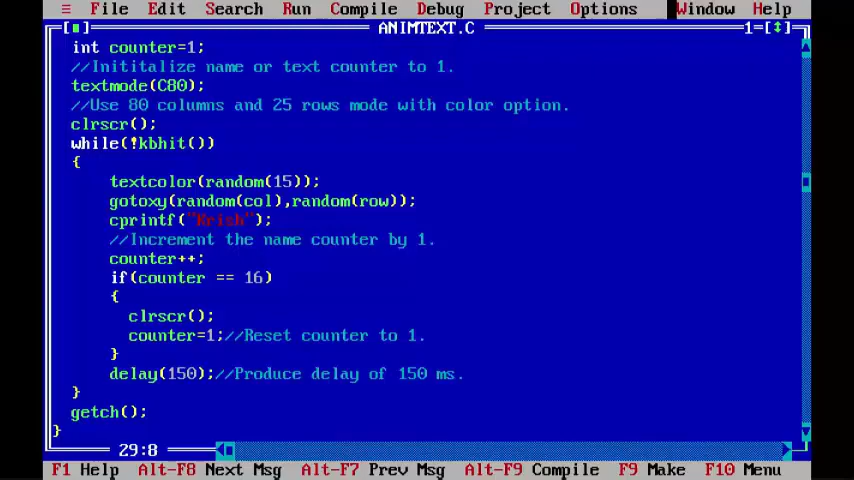 ≡ File Edit Search Run Compile Debug Project Options Window Help
[■] ANIMTEXT.C 1=[↕]
int counter=1;
//Inititalize name or text counter to 1.
textmode(C80);
//Use 80 columns and 25 rows mode with color option.
clrscr();
while(!kbhit())
{
textcolor(random(15));
gotoxy(random(col),random(row));
cprintf("Krish");
//Increment the name counter by 1.
counter++;
if(counter == 16)
{
clrscr();
counter=1;//Reset counter to 1.
}
delay(150);//Produce delay of 150 ms.
}
getch();
}
29:8
F1 Help Alt-F8 Next Msg Alt-F7 Prev Msg Alt-F9 Compile F9 Make F10 Menu